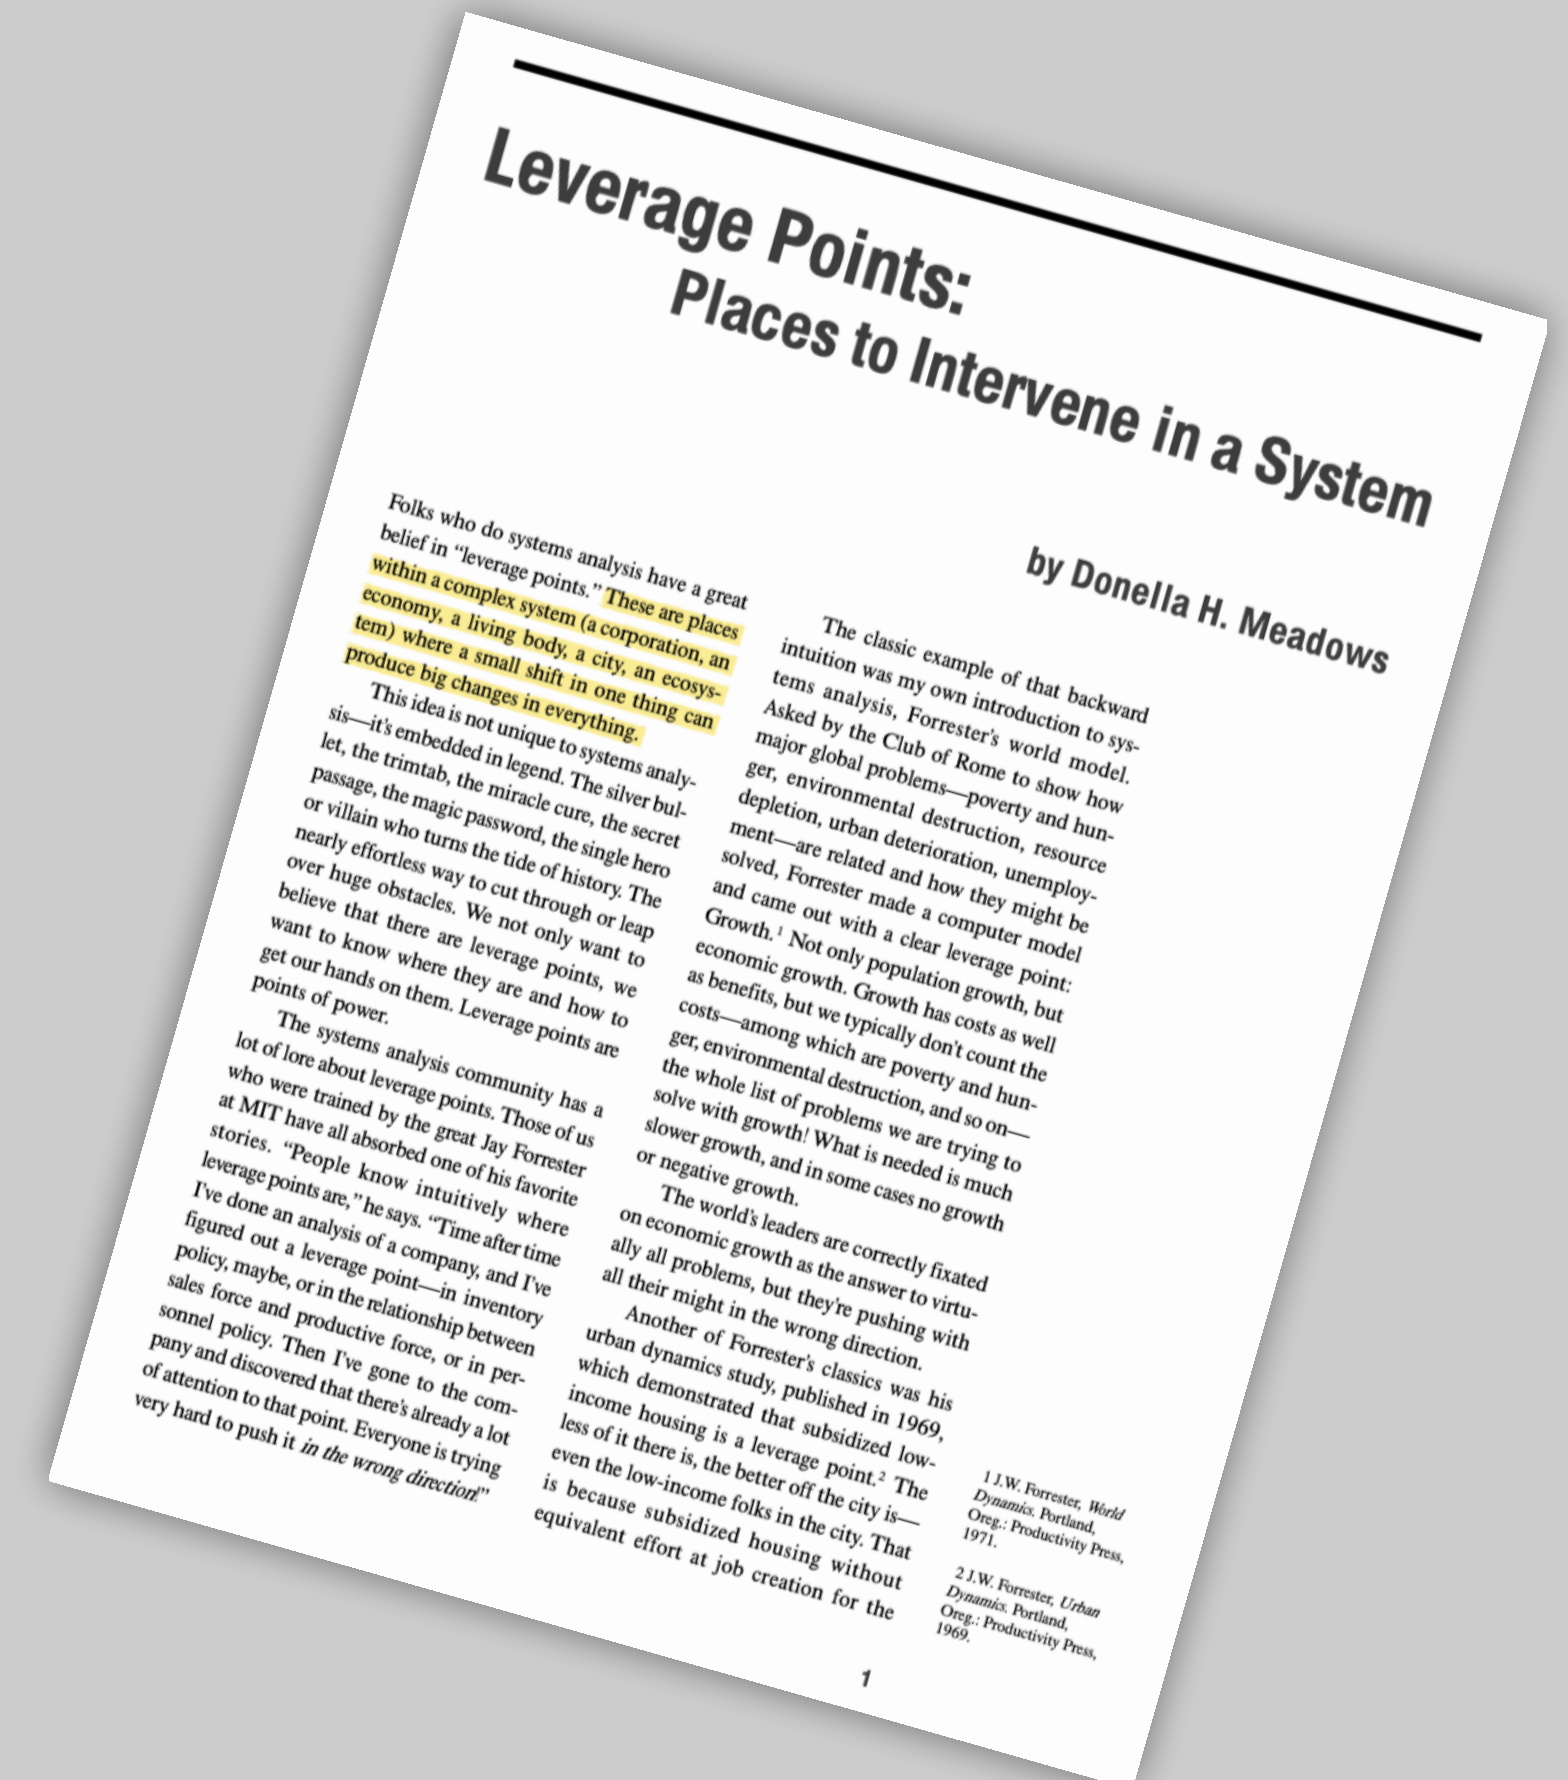 Leverage Points:
Places to Intervene in a System
by Donella H. Meadows
Folks who do systems analysis have a great
belief in “leverage points.” These are places
within a complex system (a corporation, an
economy, a living body, a city, an ecosys-
tem) where a small shift in one thing can
produce big changes in everything.
This idea is not unique to systems analy-
sis—it’s embedded in legend. The silver bul-
let, the trimtab, the miracle cure, the secret
passage, the magic password, the single hero
or villain who turns the tide of history. The
nearly effortless way to cut through or leap
over huge obstacles. We not only want to
believe that there are leverage points, we
want to know where they are and how to
get our hands on them. Leverage points are
points of power.
The systems analysis community has a
lot of lore about leverage points. Those of us
who were trained by the great Jay Forrester
at MIT have all absorbed one of his favorite
stories. “People know intuitively where
leverage points are,” he says. “Time after time
I’ve done an analysis of a company, and I’ve
figured out a leverage point—in inventory
policy, maybe, or in the relationship between
sales force and productive force, or in per-
sonnel policy. Then I’ve gone to the com-
pany and discovered that there’s already a lot
of attention to that point. Everyone is trying
very hard to push it in the wrong direction!”
The classic example of that backward
intuition was my own introduction to sys-
tems analysis, Forrester’s world model.
Asked by the Club of Rome to show how
major global problems—poverty and hun-
ger, environmental destruction, resource
depletion, urban deterioration, unemploy-
ment—are related and how they might be
solved, Forrester made a computer model
and came out with a clear leverage point:
Growth.¹ Not only population growth, but
economic growth. Growth has costs as well
as benefits, but we typically don’t count the
costs—among which are poverty and hun-
ger, environmental destruction, and so on—
the whole list of problems we are trying to
solve with growth! What is needed is much
slower growth, and in some cases no growth
or negative growth.
The world’s leaders are correctly fixated
on economic growth as the answer to virtu-
ally all problems, but they’re pushing with
all their might in the wrong direction.
Another of Forrester’s classics was his
urban dynamics study, published in 1969,
which demonstrated that subsidized low-
income housing is a leverage point.² The
less of it there is, the better off the city is—
even the low-income folks in the city. That
is because subsidized housing without
equivalent effort at job creation for the
1 J.W. Forrester, World
Dynamics. Portland,
Oreg.: Productivity Press,
1971.
2 J.W. Forrester, Urban
Dynamics. Portland,
Oreg.: Productivity Press,
1969.
1